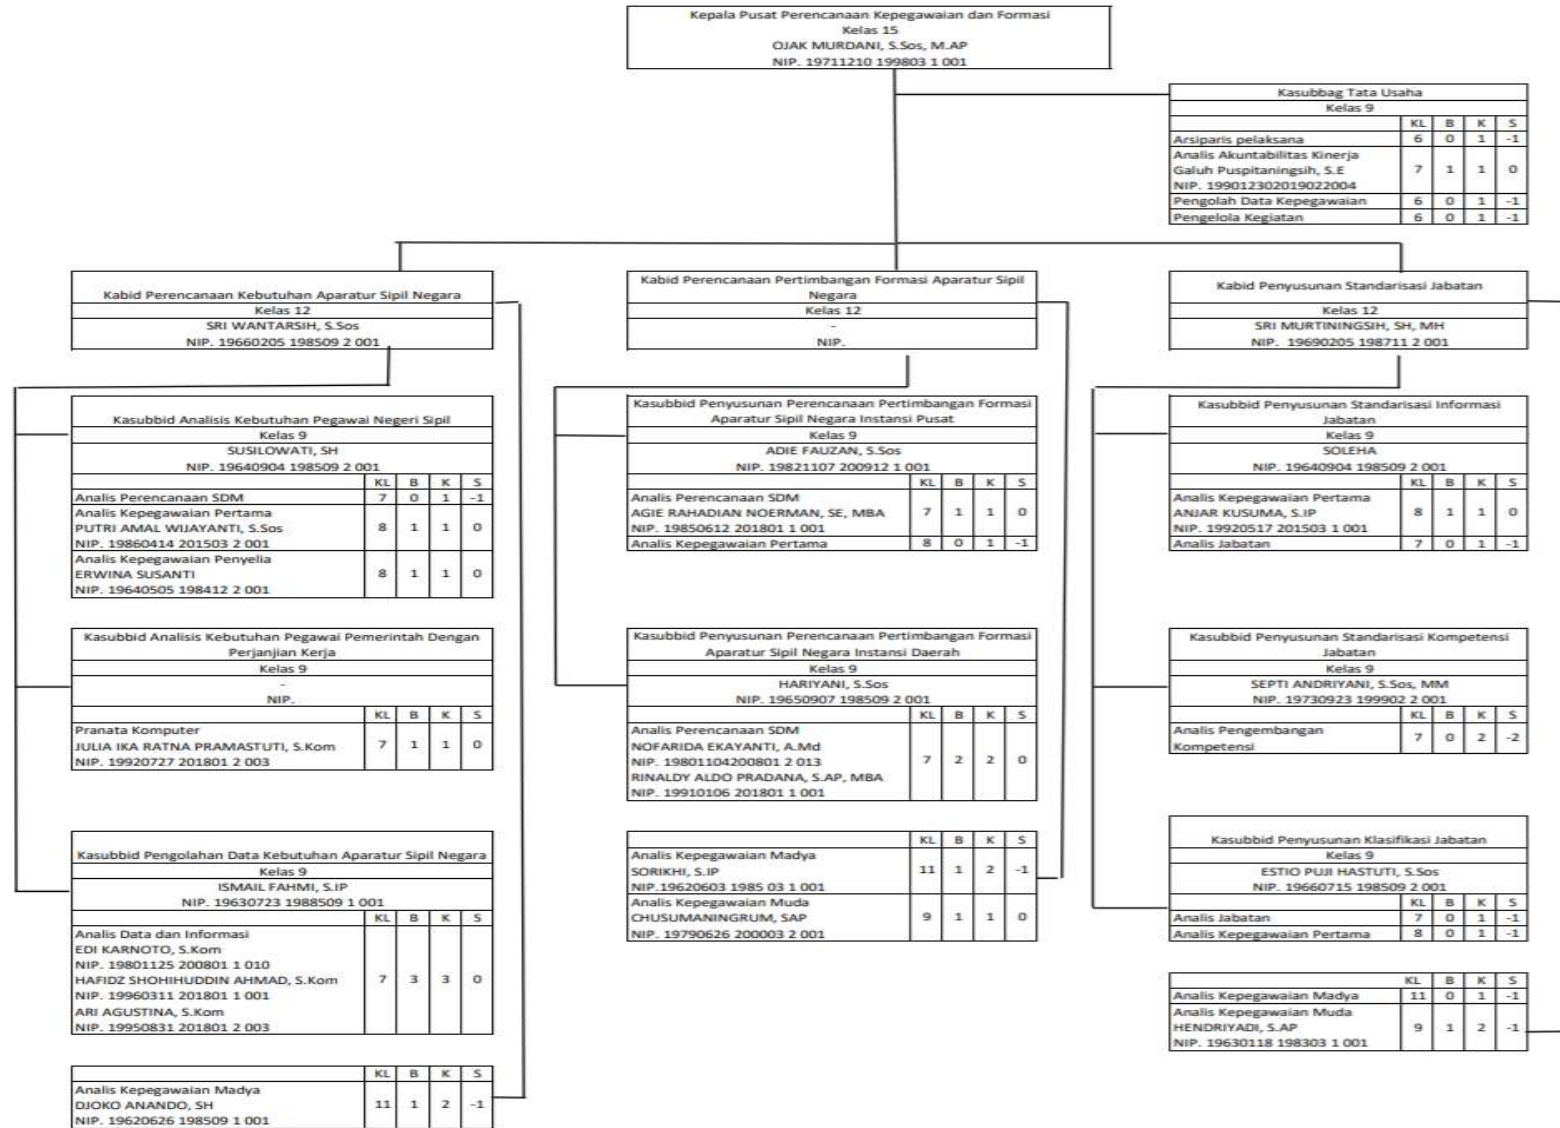 Kepala Pusat Perencanaan Kepegawaian dan Formasi
Kelas 15
OJAK MURDANI, S.Sos, M.AP
NIP. 19711210 199803 1 001
Kasubbag Tata Usaha
Kelas 9
KL B K S
Arsiparis pelaksana 6 0 1 -1
Analis Akuntabilitas Kinerja
Galuh Puspitaningsih, S.E 7 1 1 0
NIP. 199012302019022004
Pengolah Data Kepegawaian 6 0 1 -1
Pengelola Kegiatan 6 0 1 -1
Kabid Perencanaan Kebutuhan Aparatur Sipil Negara
Kelas 12
SRI WANTARSIH, S.Sos
NIP. 19660205 198509 2 001
Kasubbid Analisis Kebutuhan Pegawai Negeri Sipil
Kelas 9
SUSILOWATI, SH
NIP. 19640904 198509 2 001
KL B K S
Analis Perencanaan SDM 7 0 1 -1
Analis Kepegawaian Pertama
PUTRI AMAL WIJAYANTI, S.Sos 8 1 1 0
NIP. 19860414 201503 2 001
Analis Kepegawaian Penyelia
ERWINA SUSANTI 8 1 1 0
NIP. 19640505 198412 2 001
Kasubbid Analisis Kebutuhan Pegawai Pemerintah Dengan
Perjanjian Kerja
Kelas 9
-
NIP.
KL B K S
Pranata Komputer
JULIA IKA RATNA PRAMASTUTI, S.Kom 7 1 1 0
NIP. 19920727 201801 2 003
Kasubbid Pengolahan Data Kebutuhan Aparatur Sipil Negara
Kelas 9
ISMAIL FAHMI, S.IP
NIP. 19630723 1988509 1 001
KL B K S
Analis Data dan Informasi
EDI KARNOTO, S.Kom
NIP. 19801125 200801 1 010
HAFIDZ SHOHIHUDDIN AHMAD, S.Kom 7 3 3 0
NIP. 19960311 201801 1 001
ARI AGUSTINA, S.Kom
NIP. 19950831 201801 2 003
KL B K S
Analis Kepegawaian Madya
DJOKO ANANDO, SH 11 1 2 -1
NIP. 19620626 198509 1 001
Kabid Perencanaan Pertimbangan Formasi Aparatur Sipil
Negara
Kelas 12
-
NIP.
Kasubbid Penyusunan Perencanaan Pertimbangan Formasi
Aparatur Sipil Negara Instansi Pusat
Kelas 9
ADIE FAUZAN, S.Sos
NIP. 19821107 200912 1 001
KL B K S
Analis Perencanaan SDM
AGIE RAHADIAN NOERMAN, SE, MBA 7 1 1 0
NIP. 19850612 201801 1 001
Analis Kepegawaian Pertama 8 0 1 -1
Kasubbid Penyusunan Perencanaan Pertimbangan Formasi
Aparatur Sipil Negara Instansi Daerah
Kelas 9
HARIYANI, S.Sos
NIP. 19650907 198509 2 001
KL B K S
Analis Perencanaan SDM
NOFARIDA EKAYANTI, A.Md
NIP. 19801104200801 2 013 7 2 2 0
RINALDY ALDO PRADANA, S.AP, MBA
NIP. 19910106 201801 1 001
KL B K S
Analis Kepegawaian Madya
SORIKHI, S.IP 11 1 2 -1
NIP.19620603 1985 03 1 001
Analis Kepegawaian Muda
CHUSUMANINGRUM, SAP 9 1 1 0
NIP. 19790626 200003 2 001
Kabid Penyusunan Standarisasi Jabatan
Kelas 12
SRI MURTININGSIH, SH, MH
NIP. 19690205 198711 2 001
Kasubbid Penyusunan Standarisasi Informasi
Jabatan
Kelas 9
SOLEHA
NIP. 19640904 198509 2 001
KL B K S
Analis Kepegawaian Pertama
ANJAR KUSUMA, S.IP 8 1 1 0
NIP. 19920517 201503 1 001
Analis Jabatan 7 0 1 -1
Kasubbid Penyusunan Standarisasi Kompetensi
Jabatan
Kelas 9
SEPTI ANDRIYANI, S.Sos, MM
NIP. 19730923 199902 2 001
KL B K S
Analis Pengembangan
Kompetensi 7 0 2 -2
Kasubbid Penyusunan Klasifikasi Jabatan
Kelas 9
ESTIO PUJI HASTUTI, S.Sos
NIP. 19660715 198509 2 001
KL B K S
Analis Jabatan 7 0 1 -1
Analis Kepegawaian Pertama 8 0 1 -1
KL B K S
Analis Kepegawaian Madya 11 0 1 -1
Analis Kepegawaian Muda
HENDRIYADI, S.AP 9 1 2 -1
NIP. 19630118 198303 1 001